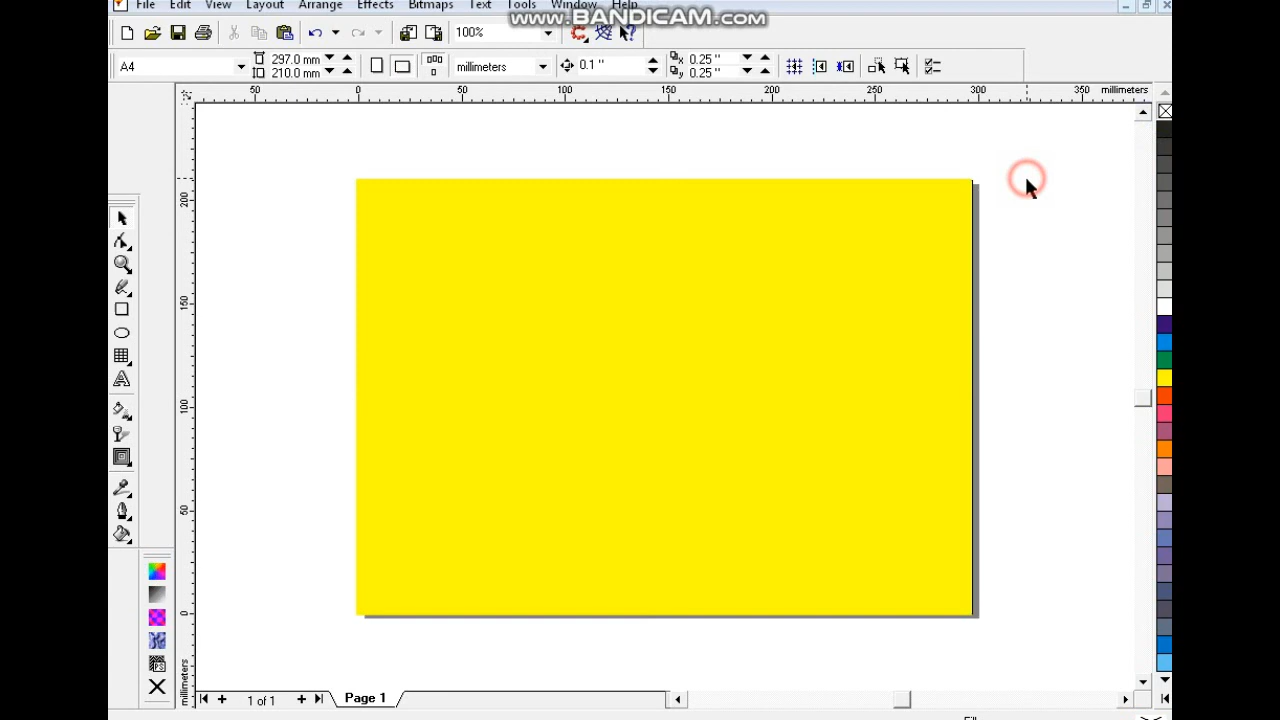 File Edit View Layout Arrange Effects Bitmaps Text Tools Window Help
www.BANDICAM.com
100%
A4 297.0 mm 210.0 mm millimeters 0.1 " 0.25 " 0.25 "
50 0 50 100 150 200 250 300 350 millimeters
200
150
100
50
0
millimeters
PS
1 of 1 Page 1